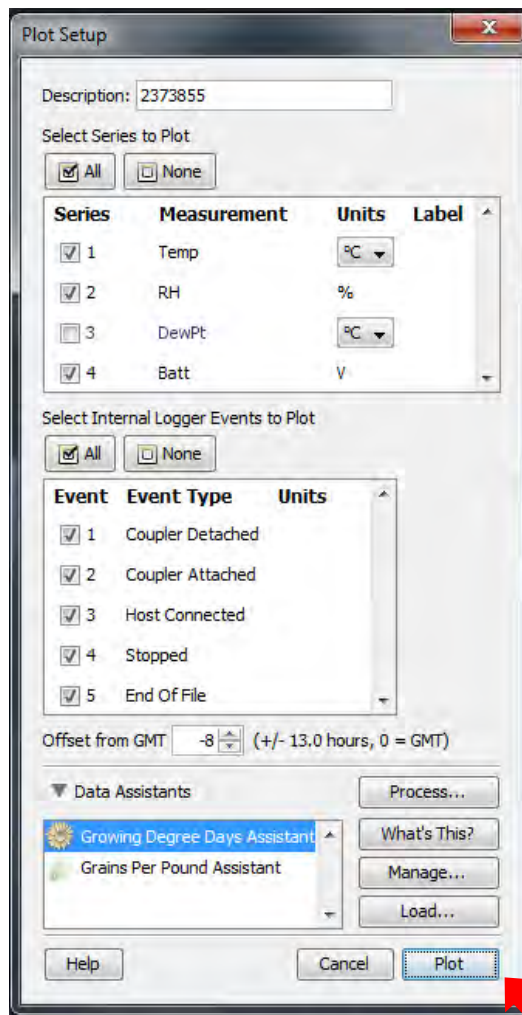 Plot Setup
x
Description: 2373855
Select Series to Plot
All None
Series Measurement Units Label
1 Temp °C
2 RH %
3 DewPt °C
4 Batt V
Select Internal Logger Events to Plot
All None
Event Event Type Units
1 Coupler Detached
2 Coupler Attached
3 Host Connected
4 Stopped
5 End Of File
Offset from GMT -8 (+/- 13.0 hours, 0 = GMT)
Data Assistants Process...
Growing Degree Days Assistant What's This?
Grains Per Pound Assistant Manage...
Load...
Help Cancel Plot